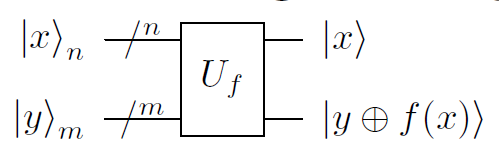 |x⟩ₙ n |x⟩
U_f
|y⟩ₘ m |y ⊕ f(x)⟩